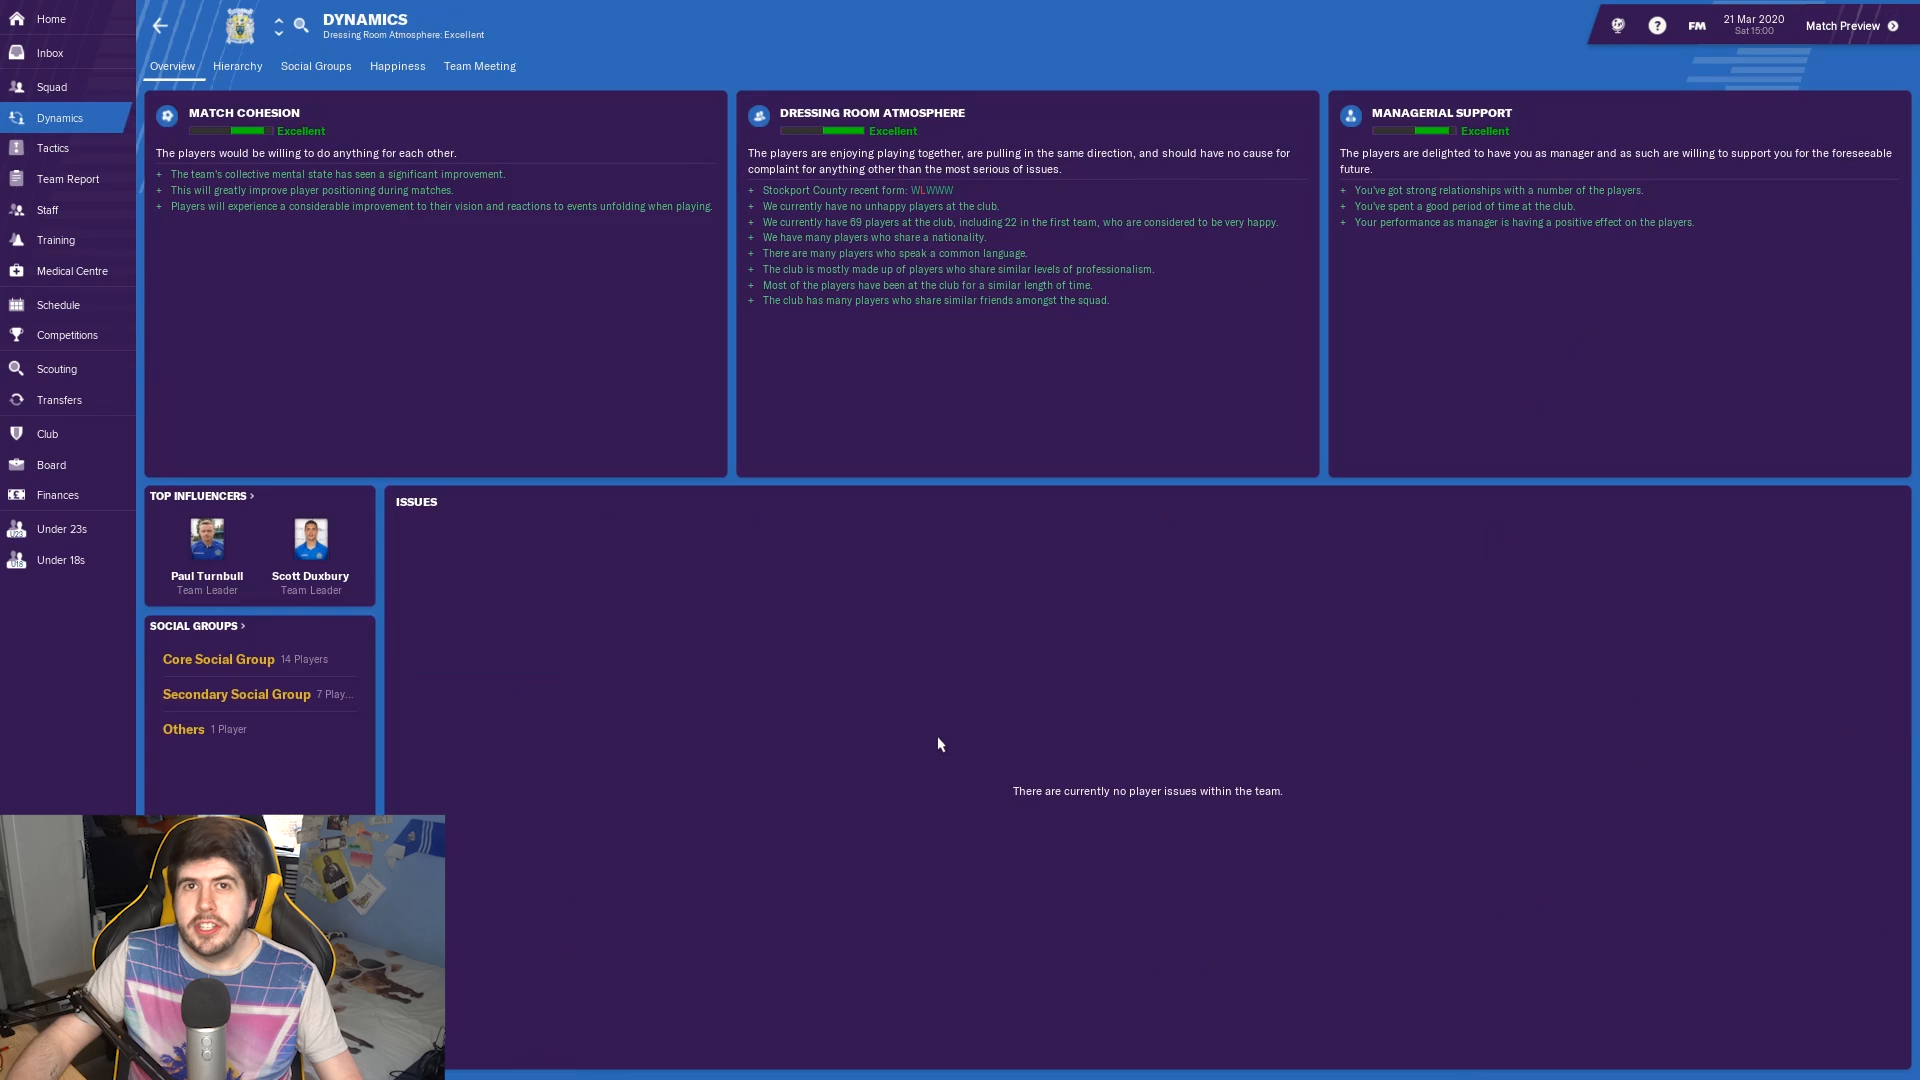 Home
Inbox
Squad
Dynamics
Tactics
Team Report
Staff
Training
Medical Centre
Schedule
Competitions
Scouting
Transfers
Club
Board
Finances
Under 23s
Under 18s
DYNAMICS
Dressing Room Atmosphere: Excellent
FM
21 Mar 2020
Sat 15:00
Match Preview
Overview Hierarchy Social Groups Happiness Team Meeting
MATCH COHESION
Excellent
The players would be willing to do anything for each other.
+ The team's collective mental state has seen a significant improvement.
+ This will greatly improve player positioning during matches.
+ Players will experience a considerable improvement to their vision and reactions to events unfolding when playing.
DRESSING ROOM ATMOSPHERE
Excellent
The players are enjoying playing together, are pulling in the same direction, and should have no cause for
complaint for anything other than the most serious of issues.
+ Stockport County recent form: WLWWW
+ We currently have no unhappy players at the club.
+ We currently have 69 players at the club, including 22 in the first team, who are considered to be very happy.
+ We have many players who share a nationality.
+ There are many players who speak a common language.
+ The club is mostly made up of players who share similar levels of professionalism.
+ Most of the players have been at the club for a similar length of time.
+ The club has many players who share similar friends amongst the squad.
MANAGERIAL SUPPORT
Excellent
The players are delighted to have you as manager and as such are willing to support you for the foreseeable
future.
+ You've got strong relationships with a number of the players.
+ You've spent a good period of time at the club.
+ Your performance as manager is having a positive effect on the players.
TOP INFLUENCERS >
Paul Turnbull
Team Leader
Scott Duxbury
Team Leader
SOCIAL GROUPS >
Core Social Group 14 Players
Secondary Social Group 7 Play...
Others 1 Player
ISSUES
There are currently no player issues within the team.